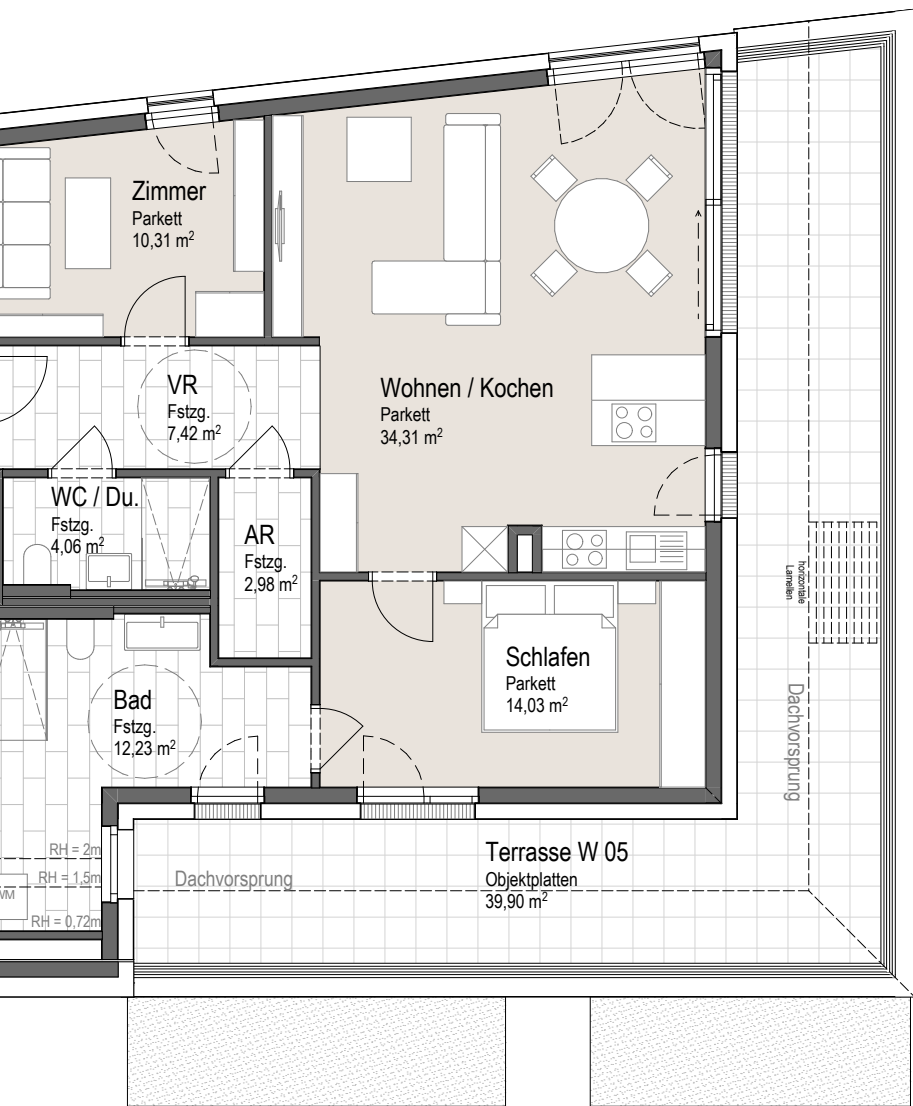 Zimmer
Parkett
10,31 m²
VR
Fstzg.
7,42 m²
Wohnen / Kochen
Parkett
34,31 m²
WC / Du.
Fstzg.
4,06 m²
AR
Fstzg.
2,98 m²
horizontale
Lamellen
Schlafen
Parkett
14,03 m²
Bad
Fstzg.
12,23 m²
Dachvorsprung
RH = 2m
RH = 1,5m
WM
RH = 0,72m
Dachvorsprung
Terrasse W 05
Objektplatten
39,90 m²